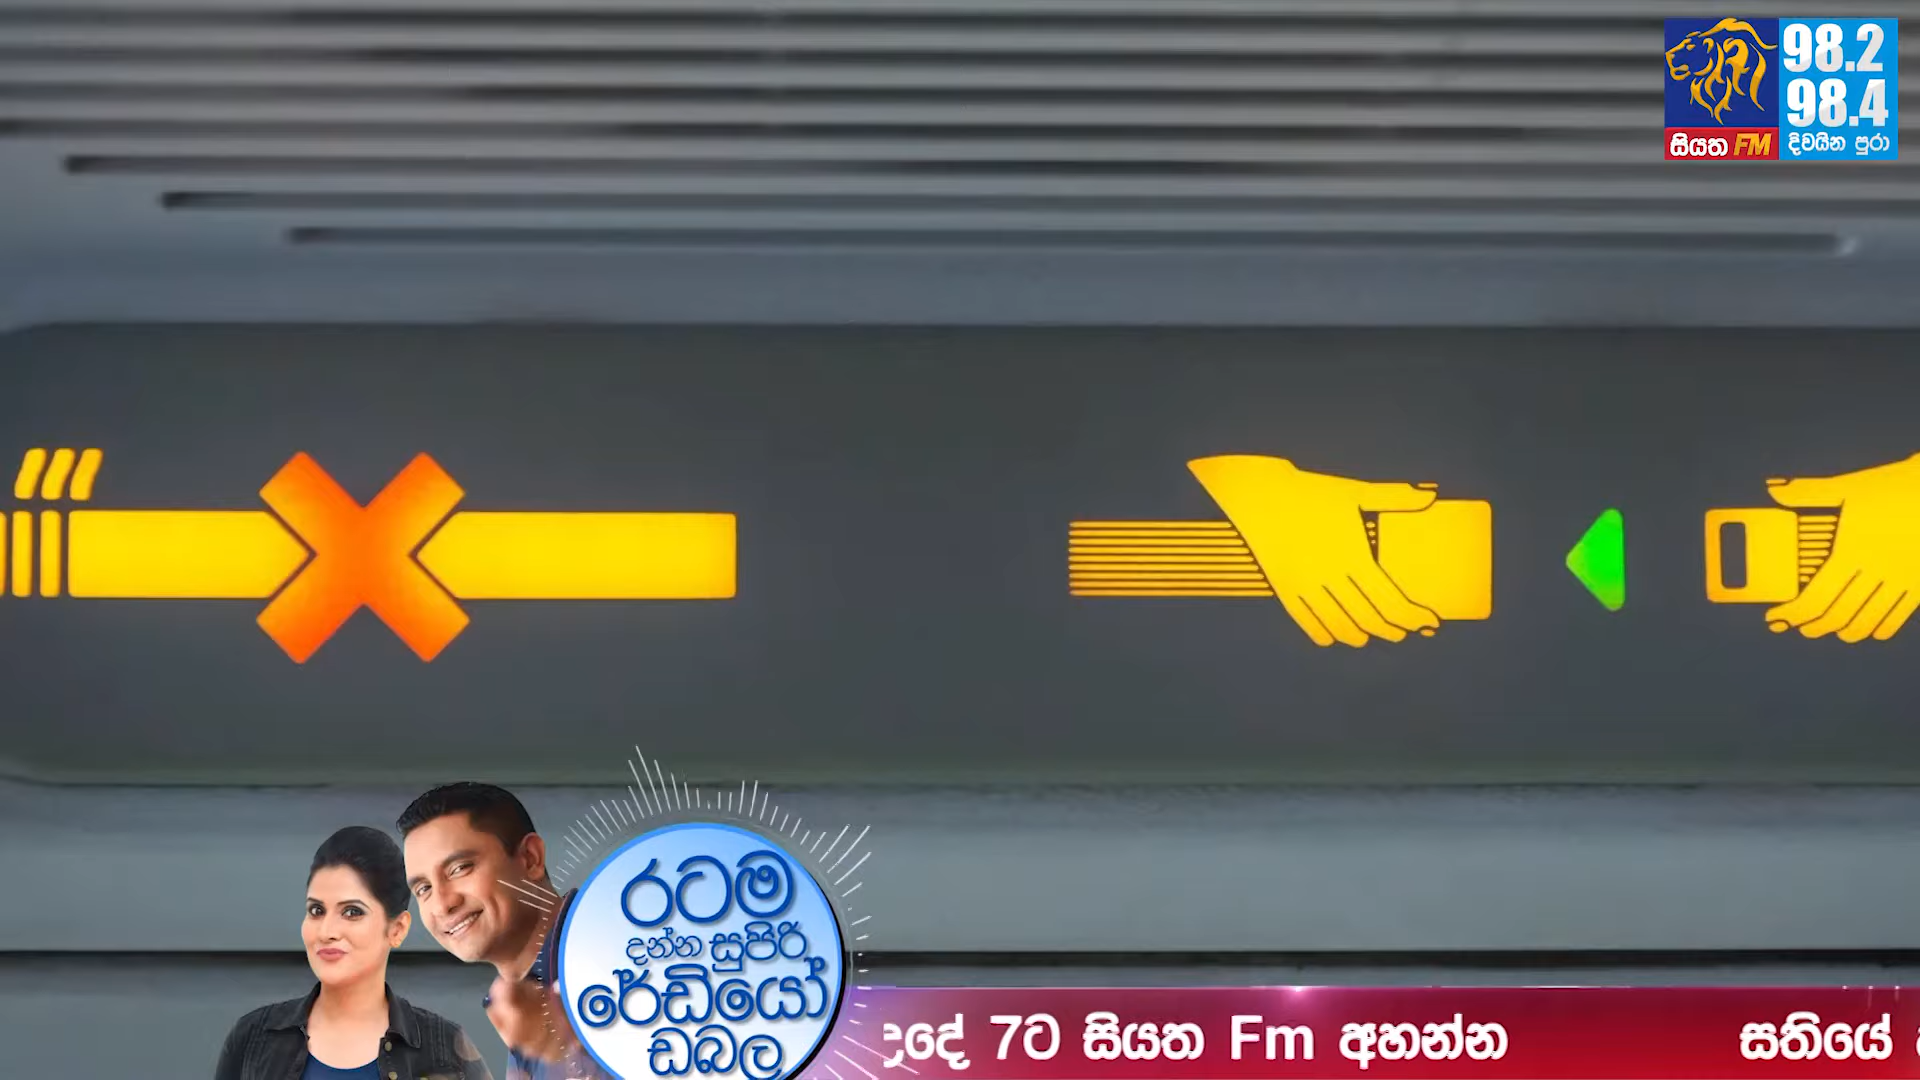 98.2
98.4
සියත FM
දිවයින පුරා
රටම
දන්න සුපිරි
රේඩියෝ
ඩබල
7ට සියත Fm අහන්න
සතියේ